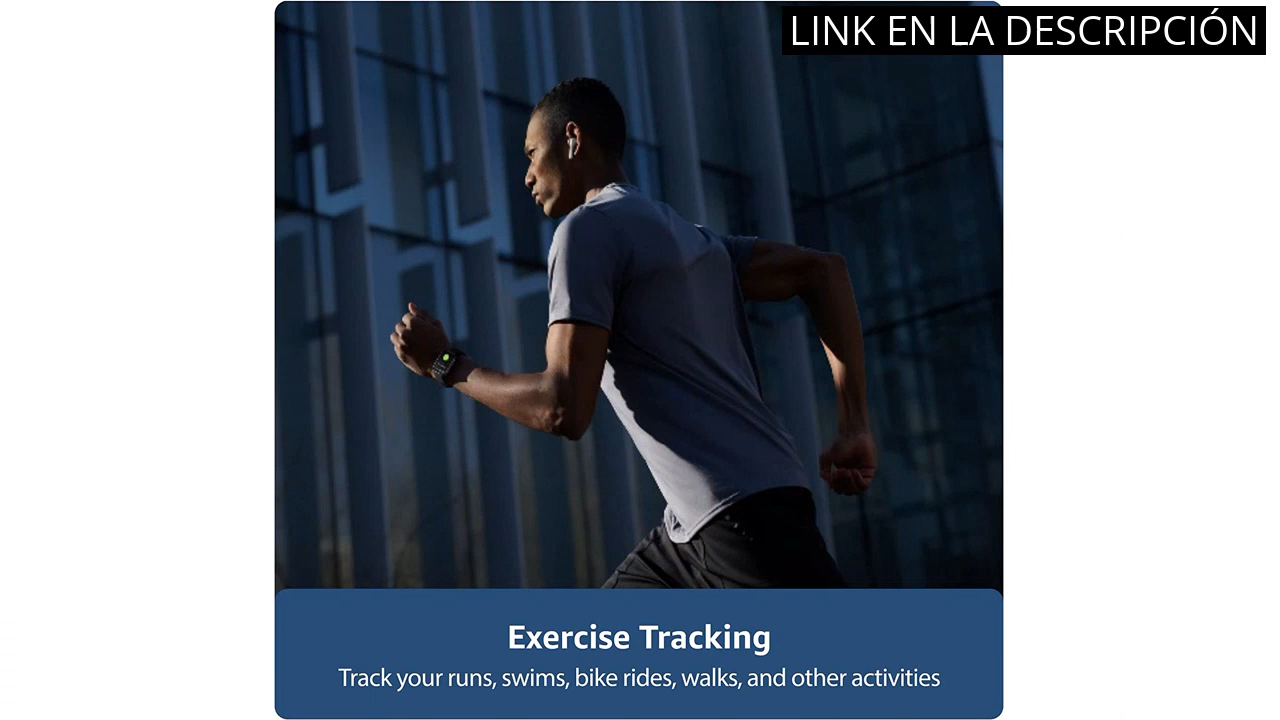 LINK EN LA DESCRIPCIÓN
Exercise Tracking
Track your runs, swims, bike rides, walks, and other activities